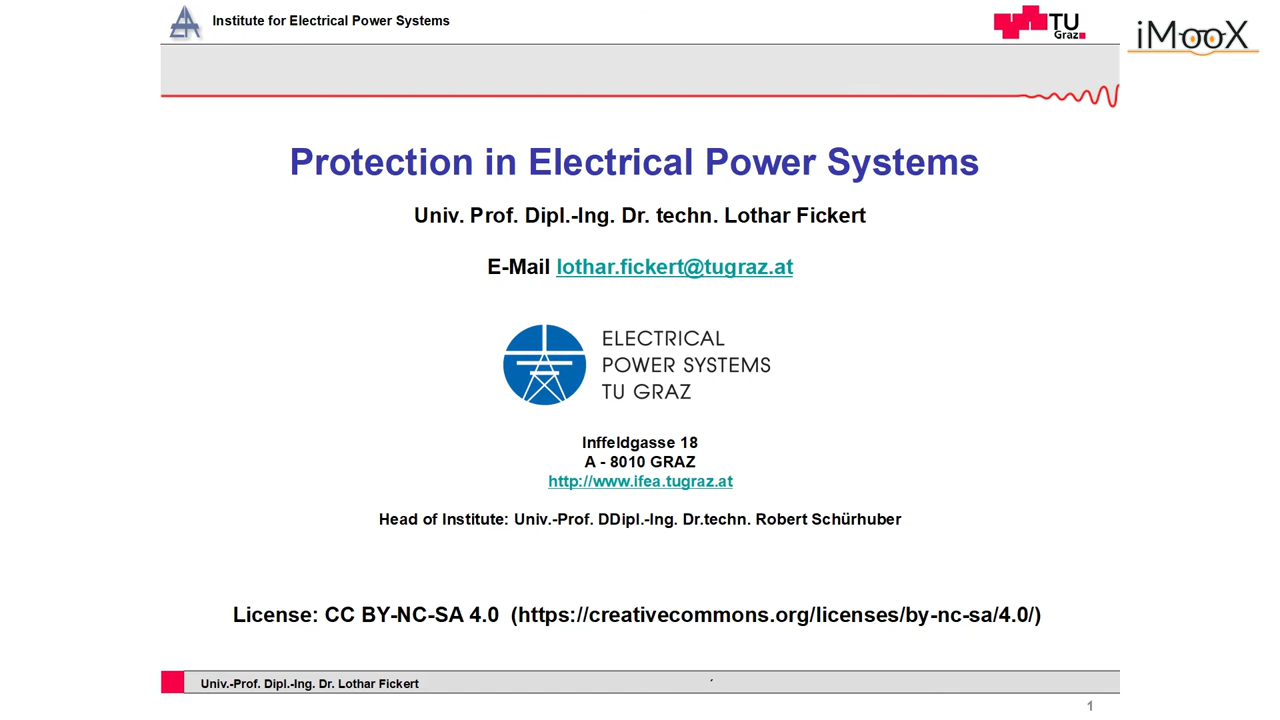 Institute for Electrical Power Systems
TU
Graz
iMooX
Protection in Electrical Power Systems
Univ. Prof. Dipl.-Ing. Dr. techn. Lothar Fickert
E-Mail lothar.fickert@tugraz.at
ELECTRICAL
POWER SYSTEMS
TU GRAZ
Inffeldgasse 18
A - 8010 GRAZ
http://www.ifea.tugraz.at
Head of Institute: Univ.-Prof. DDipl.-Ing. Dr.techn. Robert Schürhuber
License: CC BY-NC-SA 4.0 (https://creativecommons.org/licenses/by-nc-sa/4.0/)
Univ.-Prof. Dipl.-Ing. Dr. Lothar Fickert
1